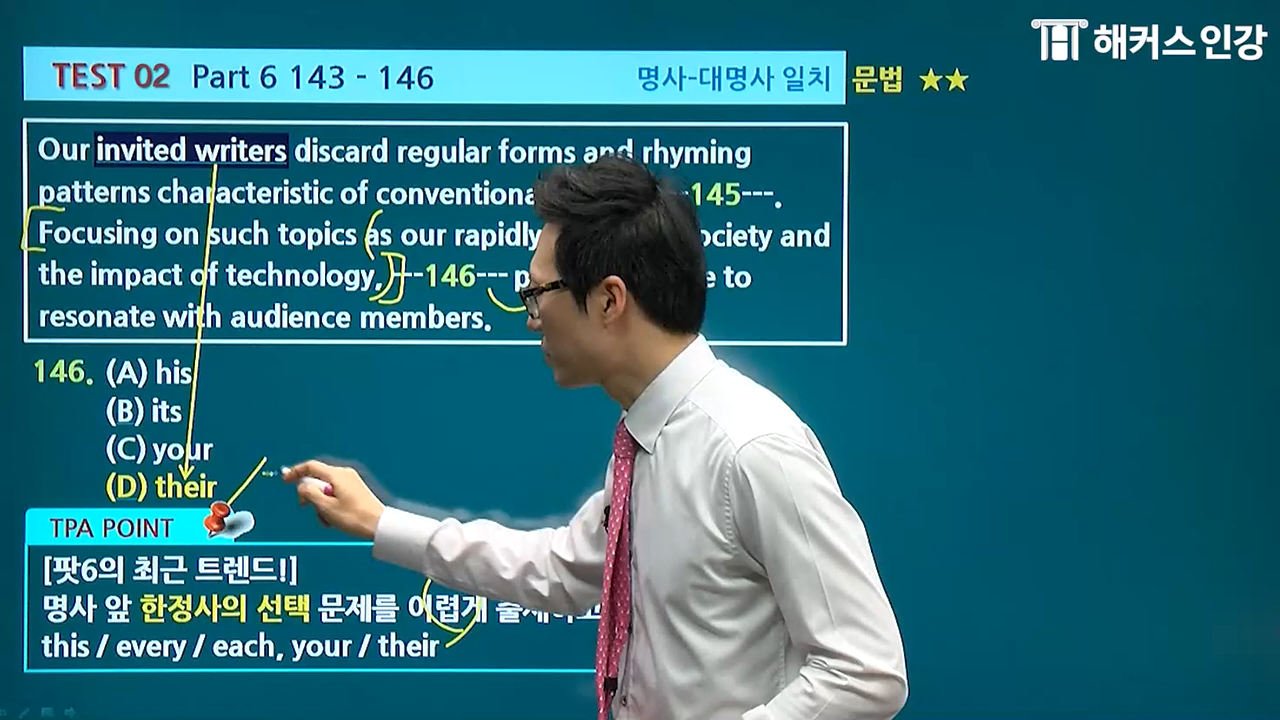 해커스인강
TEST 02 Part 6 143 - 146 명사-대명사 일치 문법 ★★
Our invited writers discard regular forms and rhyming
patterns characteristic of 145---.
Focusing on such topics as our rapidly and
the impact of technology, ---146--- to
resonate with audience members.
146. (A) his
(B) its
(C) your
(D) their
TPA POINT
[팟6의 최근 트렌드!]
명사 앞 한정사의 선택 문제를 어렵게
this / every / each, your / their